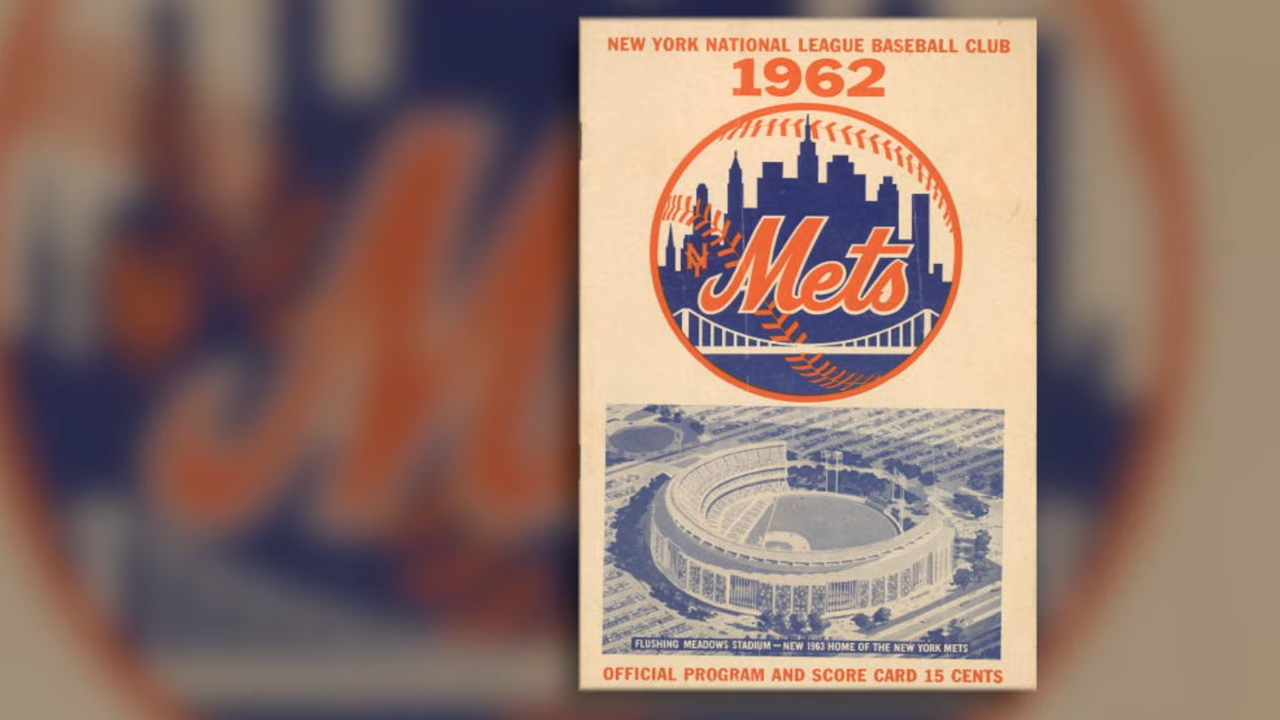 NEW YORK NATIONAL LEAGUE BASEBALL CLUB
1962
NY
Mets
FLUSHING MEADOWS STADIUM — NEW 1963 HOME OF THE NEW YORK METS
OFFICIAL PROGRAM AND SCORE CARD 15 CENTS